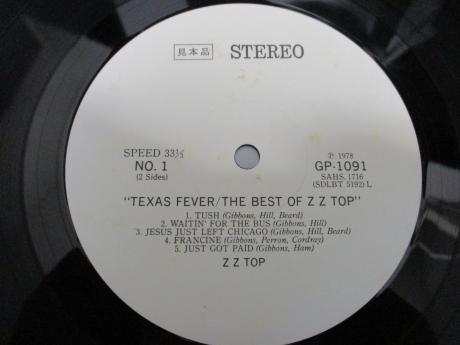 見本品 STEREO
SPEED 33⅓
NO. 1
(2 Sides)
℗ 1978
GP-1091
SAHS. 1716
(SDLBT 5192) L
"TEXAS FEVER/THE BEST OF Z Z TOP"
1. TUSH (Gibbons, Hill, Beard)
2. WAITIN' FOR THE BUS (Gibbons, Hill)
3. JESUS JUST LEFT CHICAGO (Gibbons, Hill, Beard)
4. FRANCINE (Gibbons, Perron, Cordray)
5. JUST GOT PAID (Gibbons, Ham)
Z Z TOP